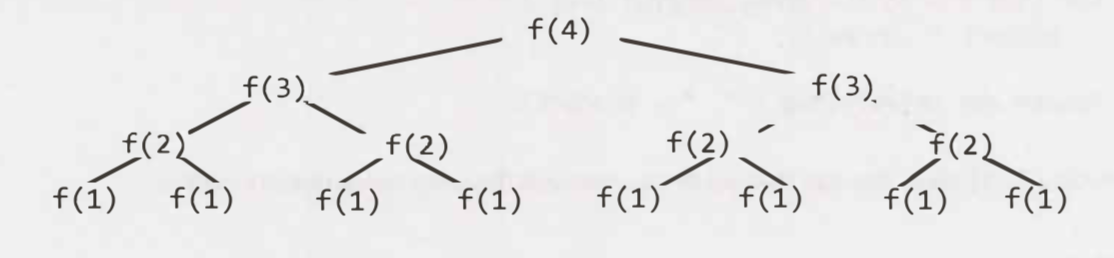 f(4)
f(3) f(3)
f(2) f(2) f(2) f(2)
f(1) f(1) f(1) f(1) f(1) f(1) f(1) f(1)